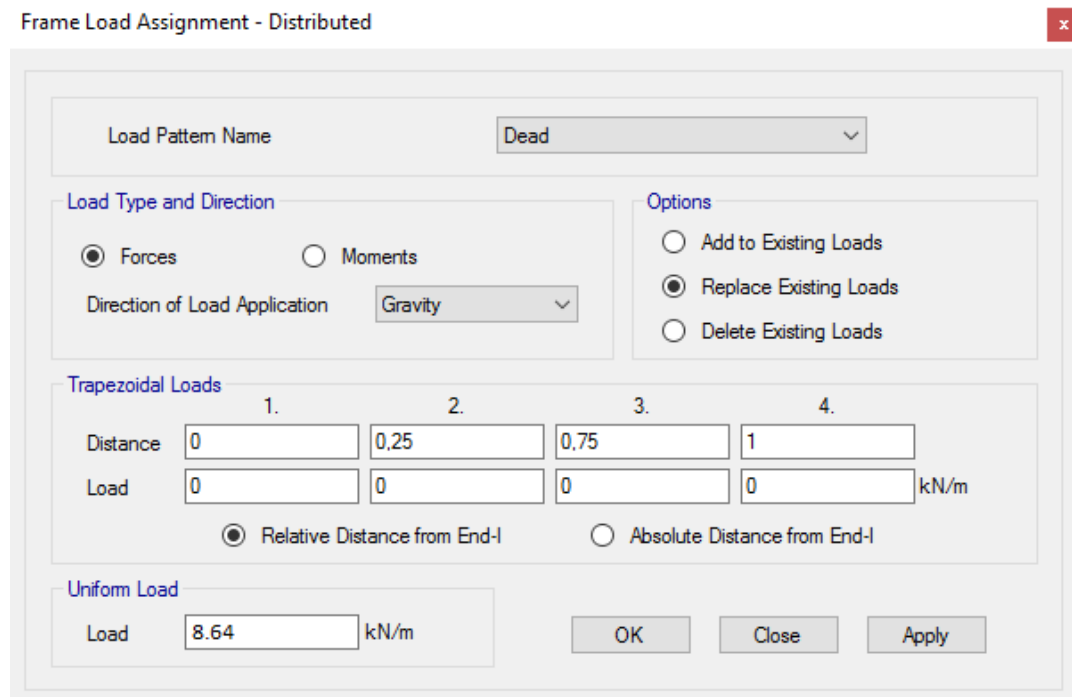 Frame Load Assignment - Distributed
x
Load Pattern Name Dead
Load Type and Direction
Forces Moments
Direction of Load Application Gravity
Options
Add to Existing Loads
Replace Existing Loads
Delete Existing Loads
Trapezoidal Loads
1. 2. 3. 4.
Distance 0 0,25 0,75 1
Load 0 0 0 0 kN/m
Relative Distance from End-I Absolute Distance from End-I
Uniform Load
Load 8.64 kN/m
OK Close Apply